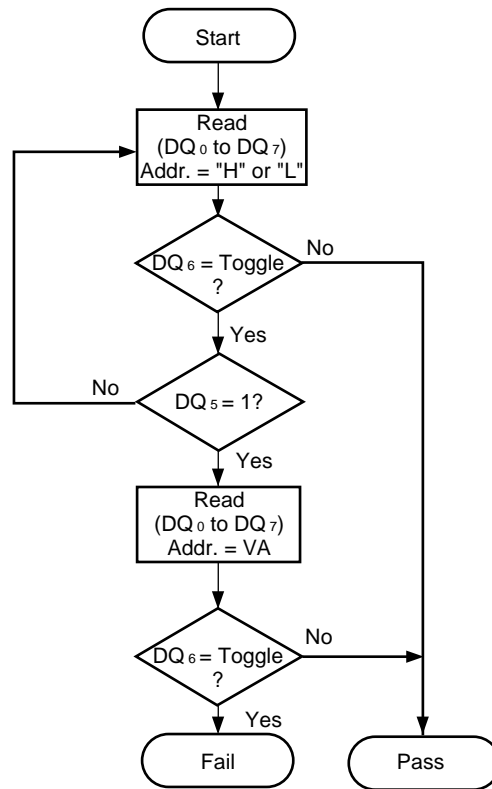 Start
Read
(DQ0 to DQ7)
Addr. = "H" or "L"
DQ6 = Toggle
?
No
Yes
No
DQ5 = 1?
Yes
Read
(DQ0 to DQ7)
Addr. = VA
No
DQ6 = Toggle
?
Yes
Fail
Pass